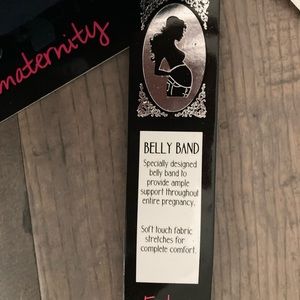 maternity
BELLY BAND
Specially designed
belly band to
provide ample
support throughout
entire pregnancy.
Soft touch fabric
stretches for
complete comfort.